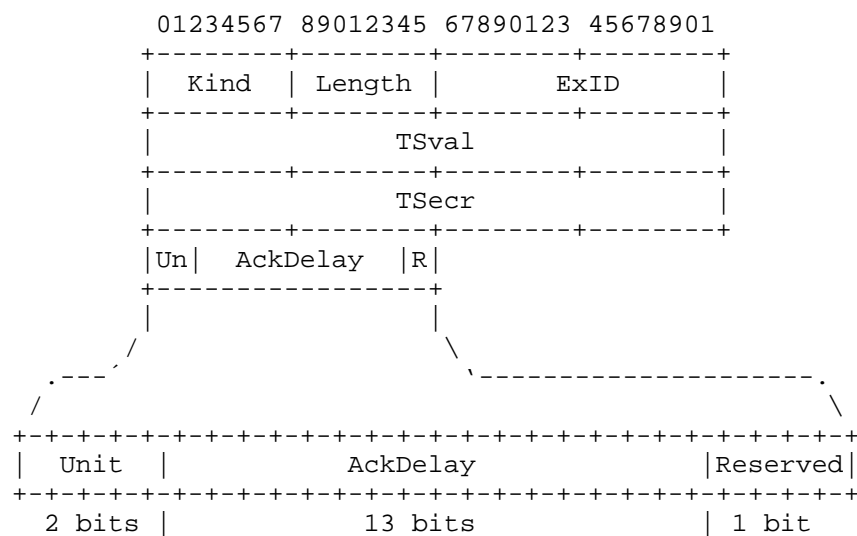 01234567 89012345 67890123 45678901
Kind Length ExID
TSval
TSecr
Un AckDelay R
Unit AckDelay Reserved
2 bits 13 bits 1 bit